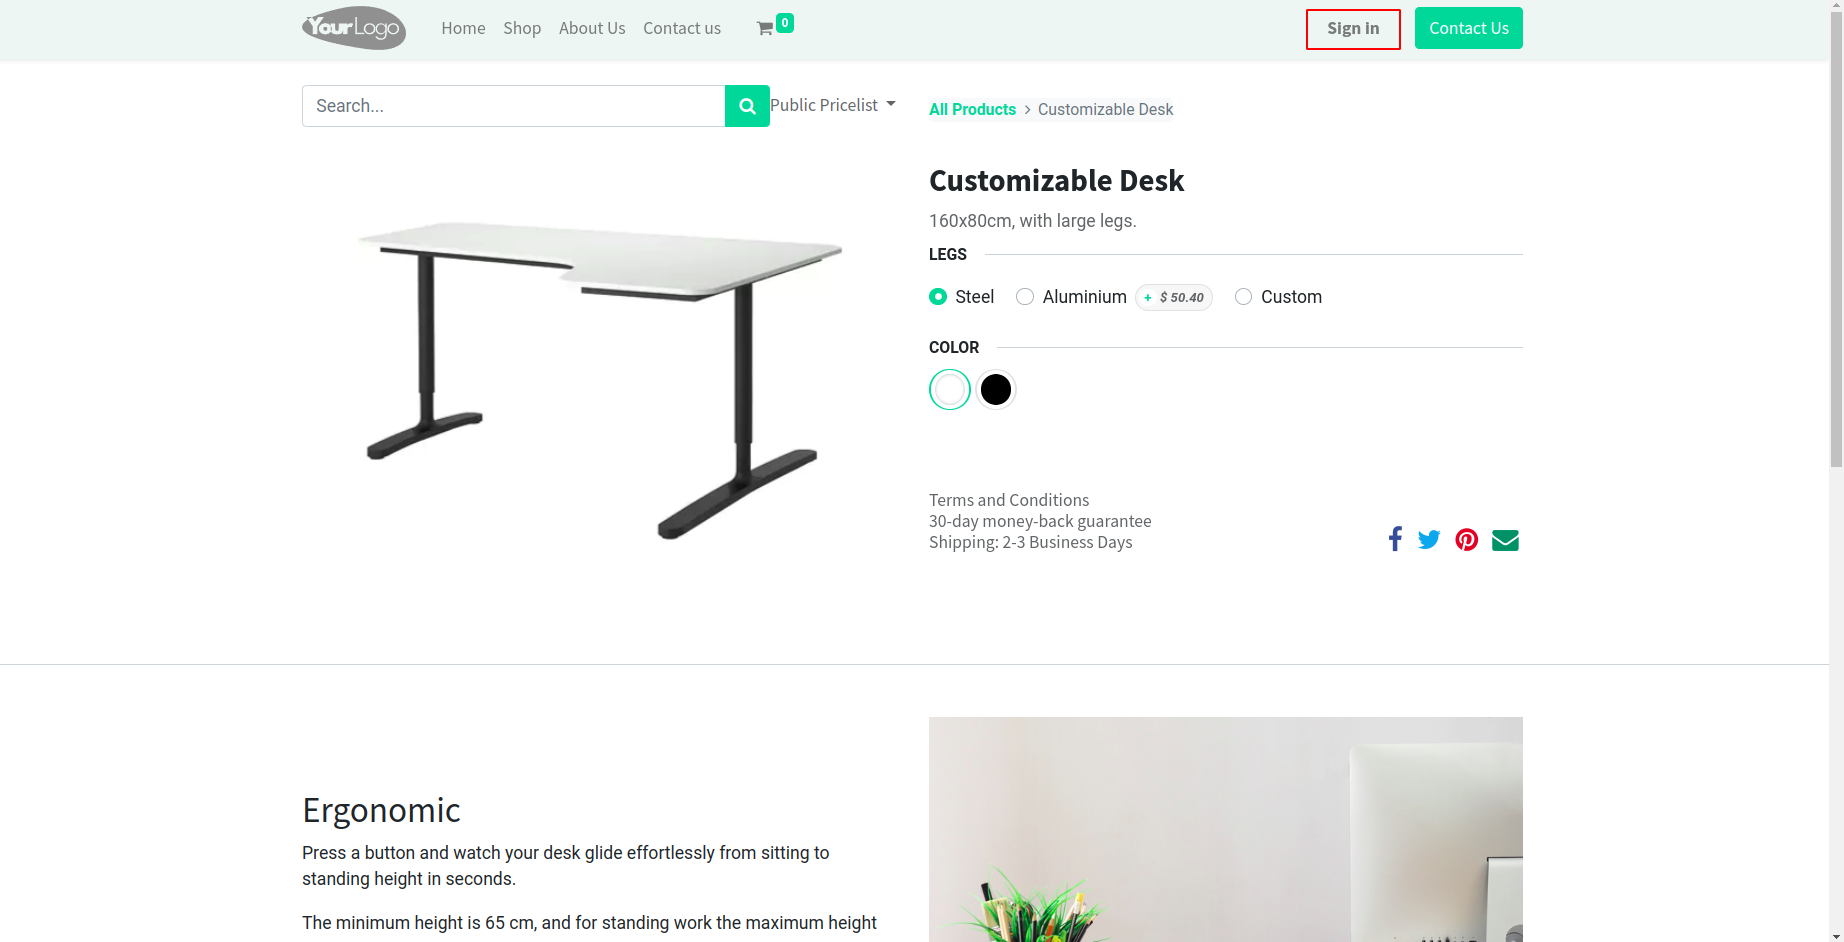 YourLogo
Home
Shop
About Us
Contact us
0
Sign in
Contact Us
Search...
Public Pricelist
All Products > Customizable Desk
Customizable Desk
160x80cm, with large legs.
LEGS
Steel
Aluminium + $ 50.40
Custom
COLOR
Terms and Conditions
30-day money-back guarantee
Shipping: 2-3 Business Days
Ergonomic
Press a button and watch your desk glide effortlessly from sitting to
standing height in seconds.
The minimum height is 65 cm, and for standing work the maximum height